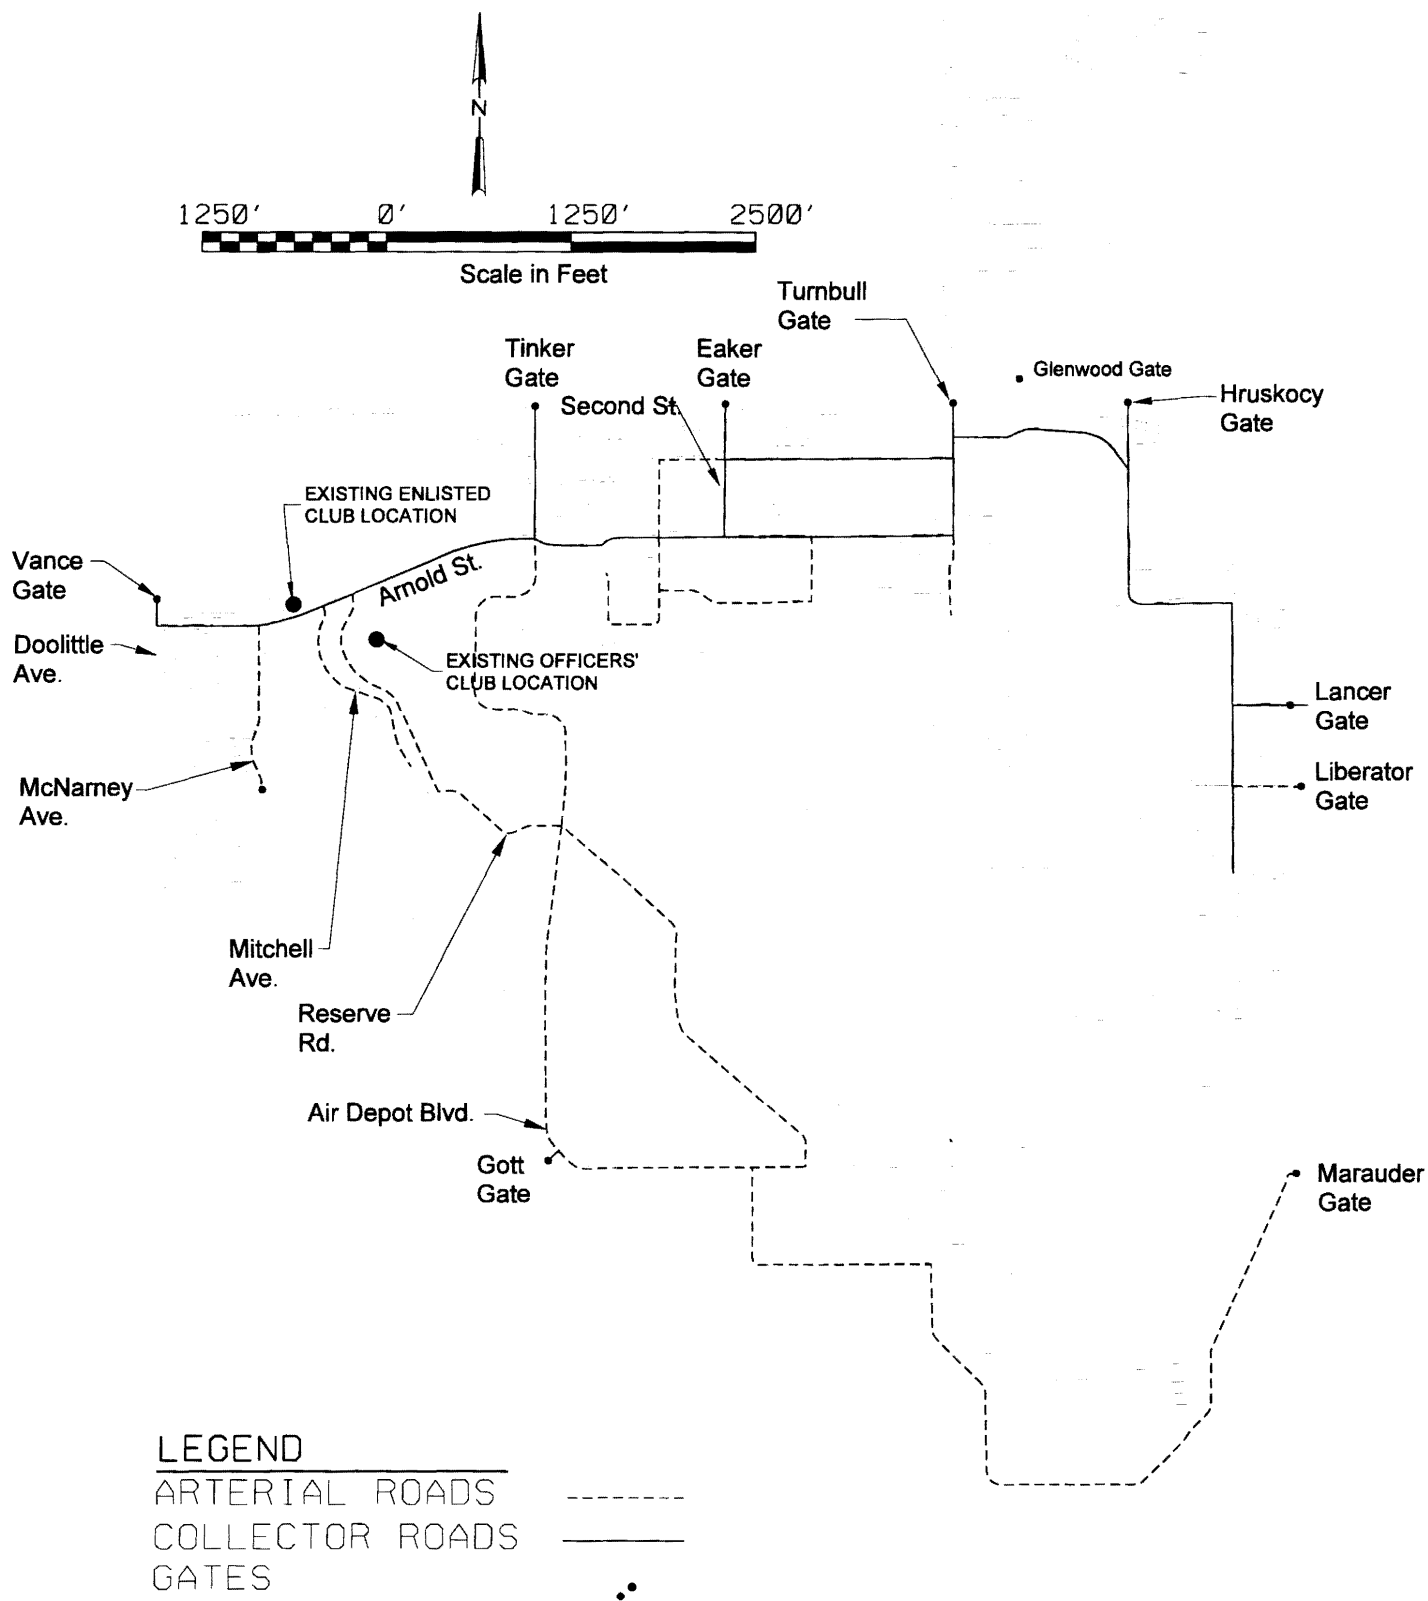 N
1250' 0' 1250' 2500'
Scale in Feet
Turnbull
Gate
Tinker
Gate
Eaker
Gate
Glenwood Gate
Hruskocy
Gate
Second St.
EXISTING ENLISTED
CLUB LOCATION
Vance
Gate
Arnold St.
Doolittle
Ave.
EXISTING OFFICERS'
CLUB LOCATION
Lancer
Gate
Liberator
Gate
McNarney
Ave.
Mitchell
Ave.
Reserve
Rd.
Air Depot Blvd.
Gott
Gate
Marauder
Gate
LEGEND
ARTERIAL ROADS
COLLECTOR ROADS
GATES